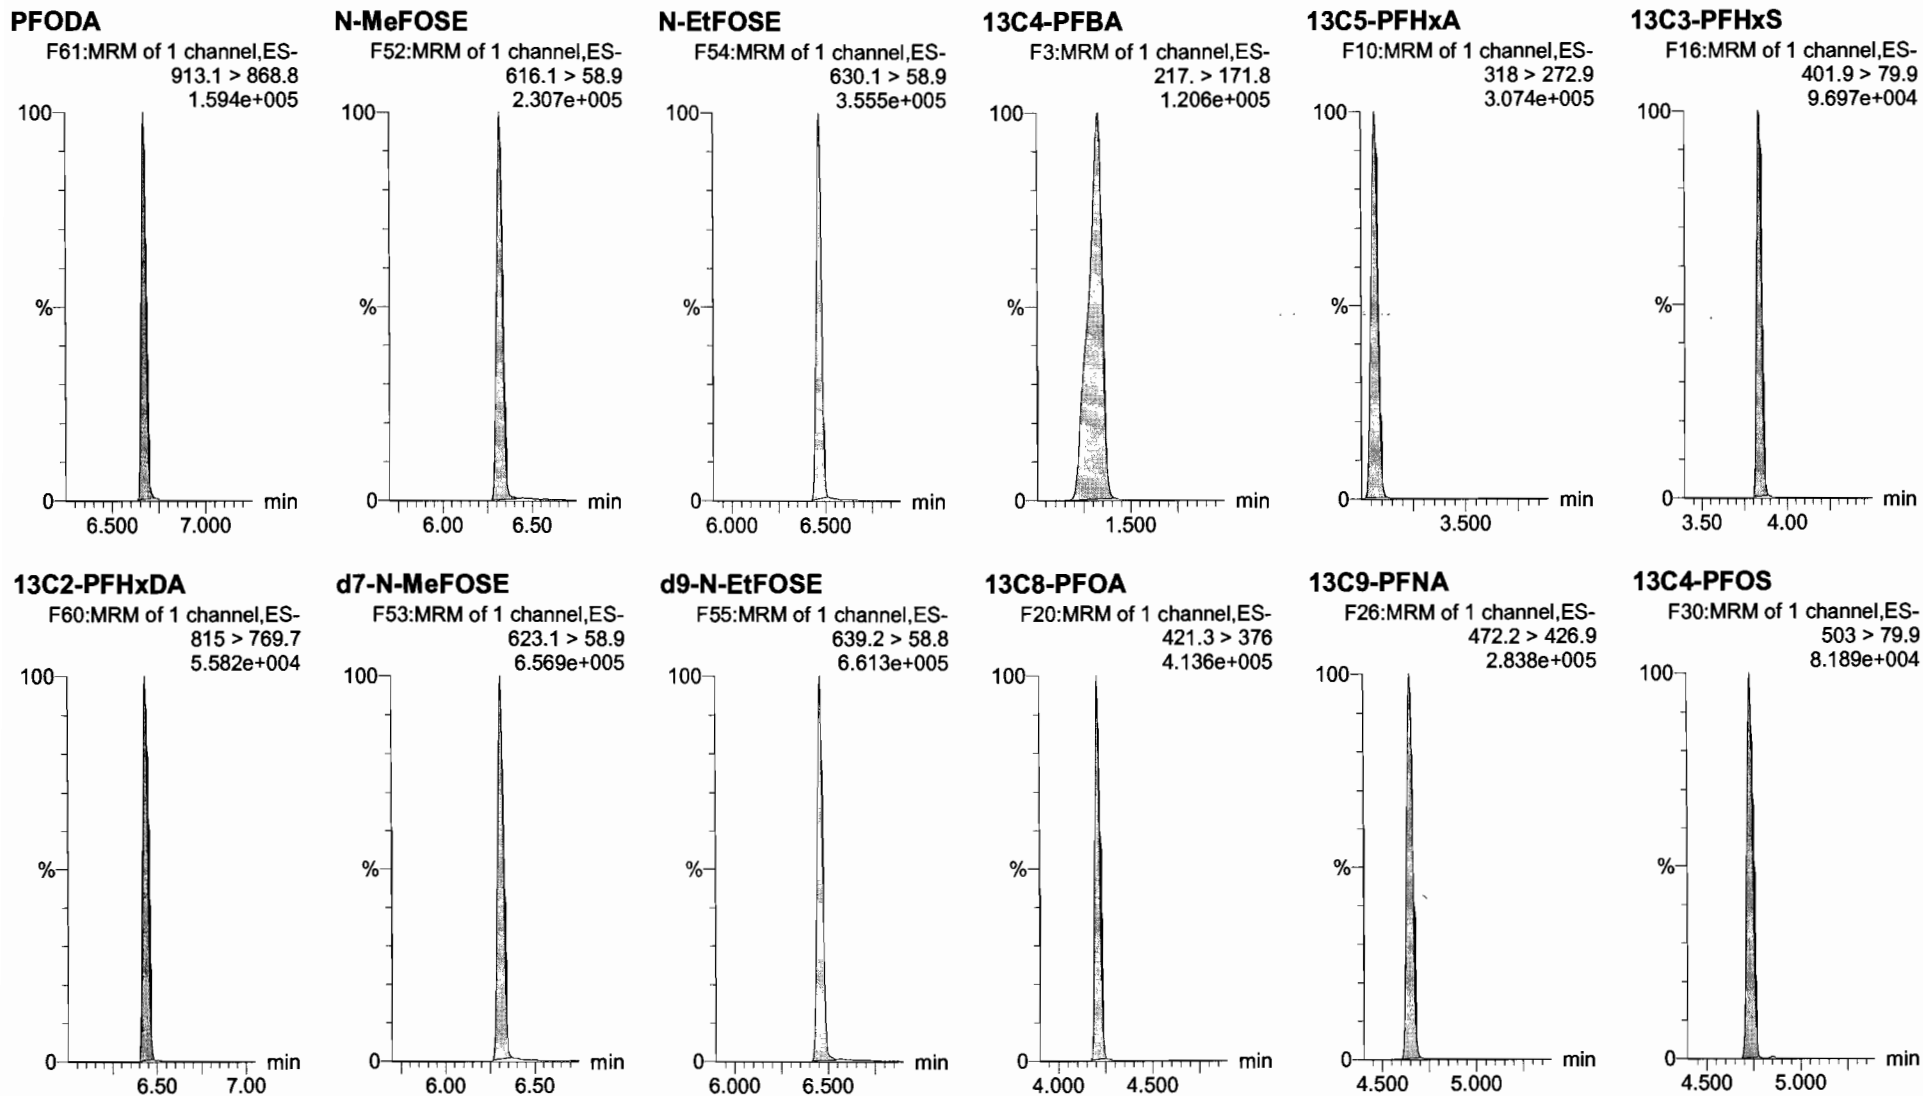 PFODA
F61:MRM of 1 channel,ES-
913.1 > 868.8
1.594e+005
100
%
0
min
6.500 7.000
N-MeFOSE
F52:MRM of 1 channel,ES-
616.1 > 58.9
2.307e+005
100
%
0
min
6.00 6.50
N-EtFOSE
F54:MRM of 1 channel,ES-
630.1 > 58.9
3.555e+005
100
%
0
min
6.000 6.500
13C4-PFBA
F3:MRM of 1 channel,ES-
217. > 171.8
1.206e+005
100
%
0
min
1.500
13C5-PFHxA
F10:MRM of 1 channel,ES-
318 > 272.9
3.074e+005
100
%
0
min
3.500
13C3-PFHxS
F16:MRM of 1 channel,ES-
401.9 > 79.9
9.697e+004
100
%
0
min
3.50 4.00
13C2-PFHxDA
F60:MRM of 1 channel,ES-
815 > 769.7
5.582e+004
100
%
0
min
6.50 7.00
d7-N-MeFOSE
F53:MRM of 1 channel,ES-
623.1 > 58.9
6.569e+005
100
%
0
min
6.00 6.50
d9-N-EtFOSE
F55:MRM of 1 channel,ES-
639.2 > 58.8
6.613e+005
100
%
0
min
6.000 6.500
13C8-PFOA
F20:MRM of 1 channel,ES-
421.3 > 376
4.136e+005
100
%
0
min
4.000 4.500
13C9-PFNA
F26:MRM of 1 channel,ES-
472.2 > 426.9
2.838e+005
100
%
0
min
4.500 5.000
13C4-PFOS
F30:MRM of 1 channel,ES-
503 > 79.9
8.189e+004
100
%
0
min
4.500 5.000